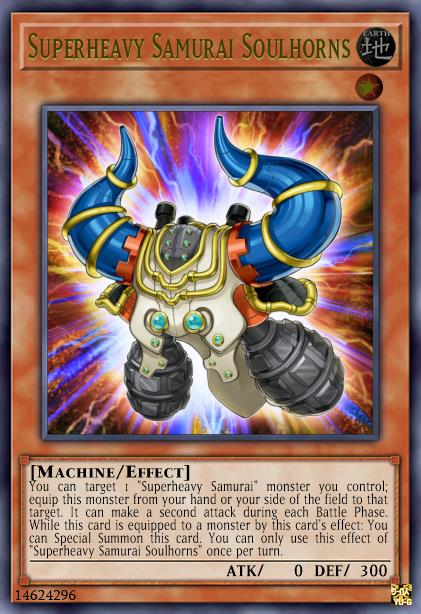 SUPERHEAVY SAMURAI SOULHORNS
EARTH
地
[MACHINE/EFFECT]
You can target 1 "Superheavy Samurai" monster you control;
equip this monster from your hand or your side of the field to that
target. It can make a second attack during each Battle Phase.
While this card is equipped to a monster by this card's effect: You
can Special Summon this card. You can only use this effect of
"Superheavy Samurai Soulhorns" once per turn.
ATK/ 0 DEF/ 300
14624296